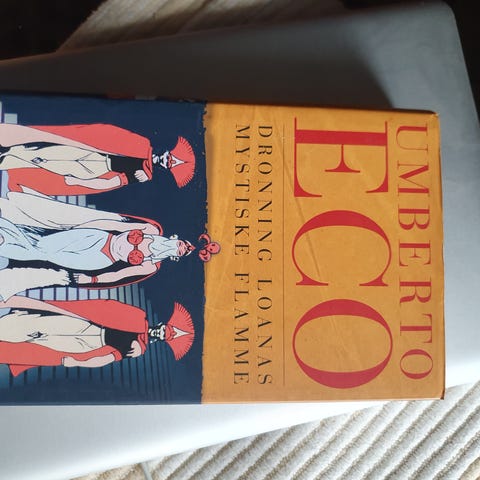 UMBERTO
ECO
DRONNING LOANAS
MYSTISKE FLAMME